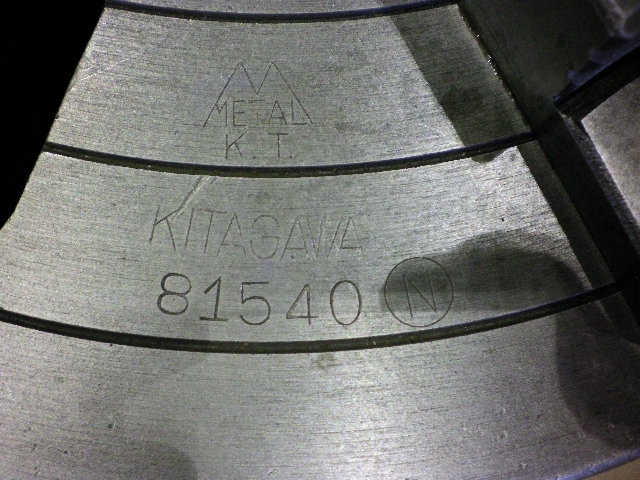 METAL
K. T.
KITAGAWA
81540 N